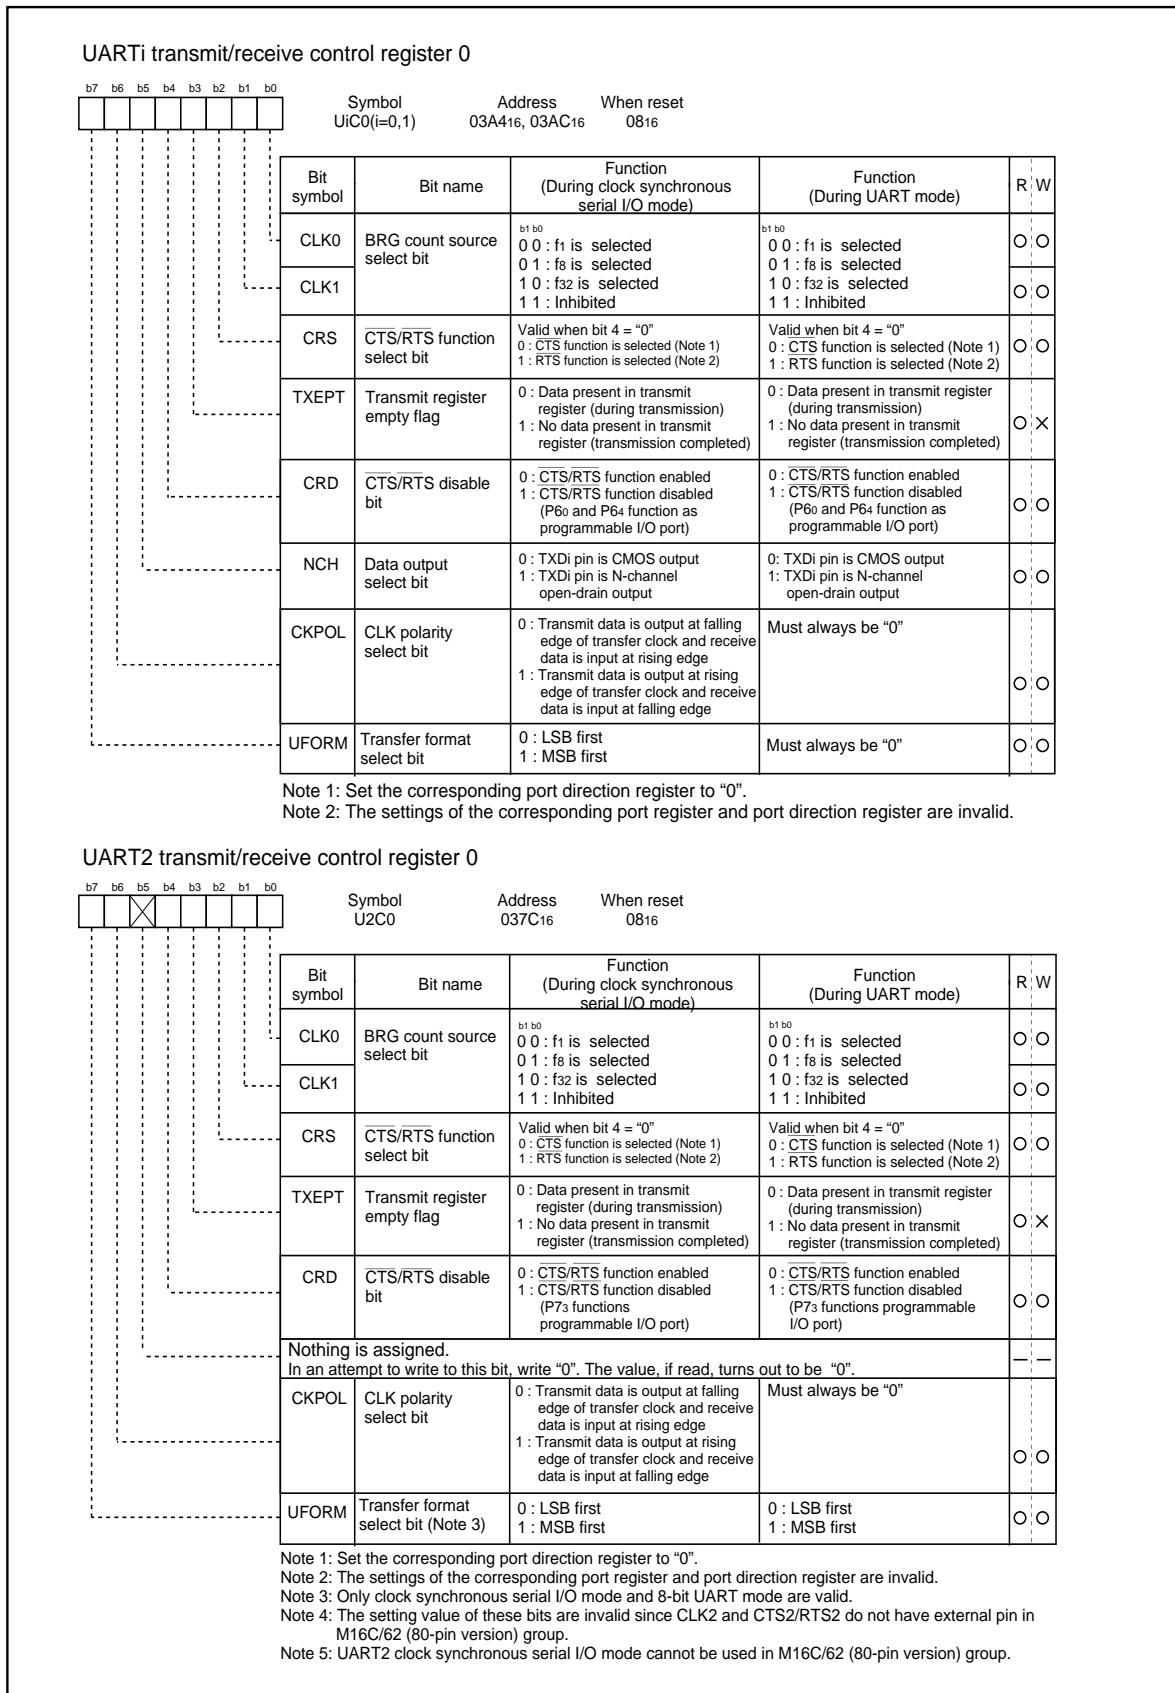 UARTi transmit/receive control register 0
b7 b6 b5 b4 b3 b2 b1 b0
Symbol Address When reset
UiC0(i=0,1) 03A416, 03AC16 0816
Bit symbol Bit name Function (During clock synchronous serial I/O mode) Function (During UART mode) R W
CLK0 BRG count source select bit
b1 b0
0 0 : f1 is selected
0 1 : f8 is selected
1 0 : f32 is selected
1 1 : Inhibited
b1 b0
0 0 : f1 is selected
0 1 : f8 is selected
1 0 : f32 is selected
1 1 : Inhibited
CLK1
CRS CTS/RTS function select bit
Valid when bit 4 = “0”
0 : CTS function is selected (Note 1)
1 : RTS function is selected (Note 2)
Valid when bit 4 = “0”
0 : CTS function is selected (Note 1)
1 : RTS function is selected (Note 2)
TXEPT Transmit register empty flag
0 : Data present in transmit
register (during transmission)
1 : No data present in transmit
register (transmission completed)
0 : Data present in transmit register
(during transmission)
1 : No data present in transmit
register (transmission completed)
CRD CTS/RTS disable bit
0 : CTS/RTS function enabled
1 : CTS/RTS function disabled
(P60 and P64 function as
programmable I/O port)
0 : CTS/RTS function enabled
1 : CTS/RTS function disabled
(P60 and P64 function as
programmable I/O port)
NCH Data output select bit
0 : TXDi pin is CMOS output
1 : TXDi pin is N-channel
open-drain output
0: TXDi pin is CMOS output
1: TXDi pin is N-channel
open-drain output
CKPOL CLK polarity select bit
0 : Transmit data is output at falling
edge of transfer clock and receive
data is input at rising edge
1 : Transmit data is output at rising
edge of transfer clock and receive
data is input at falling edge
Must always be “0”
UFORM Transfer format select bit
0 : LSB first
1 : MSB first
Must always be “0”
Note 1: Set the corresponding port direction register to “0”.
Note 2: The settings of the corresponding port register and port direction register are invalid.
UART2 transmit/receive control register 0
b7 b6 b5 b4 b3 b2 b1 b0
Symbol Address When reset
U2C0 037C16 0816
Bit symbol Bit name Function (During clock synchronous serial I/O mode) Function (During UART mode) R W
CLK0 BRG count source select bit
b1 b0
0 0 : f1 is selected
0 1 : f8 is selected
1 0 : f32 is selected
1 1 : Inhibited
b1 b0
0 0 : f1 is selected
0 1 : f8 is selected
1 0 : f32 is selected
1 1 : Inhibited
CLK1
CRS CTS/RTS function select bit
Valid when bit 4 = “0”
0 : CTS function is selected (Note 1)
1 : RTS function is selected (Note 2)
Valid when bit 4 = “0”
0 : CTS function is selected (Note 1)
1 : RTS function is selected (Note 2)
TXEPT Transmit register empty flag
0 : Data present in transmit
register (during transmission)
1 : No data present in transmit
register (transmission completed)
0 : Data present in transmit register
(during transmission)
1 : No data present in transmit
register (transmission completed)
CRD CTS/RTS disable bit
0 : CTS/RTS function enabled
1 : CTS/RTS function disabled
(P73 functions
programmable I/O port)
0 : CTS/RTS function enabled
1 : CTS/RTS function disabled
(P73 functions programmable
I/O port)
Nothing is assigned.
In an attempt to write to this bit, write “0”. The value, if read, turns out to be “0”.
CKPOL CLK polarity select bit
0 : Transmit data is output at falling
edge of transfer clock and receive
data is input at rising edge
1 : Transmit data is output at rising
edge of transfer clock and receive
data is input at falling edge
Must always be “0”
UFORM Transfer format select bit (Note 3)
0 : LSB first
1 : MSB first
0 : LSB first
1 : MSB first
Note 1: Set the corresponding port direction register to “0”.
Note 2: The settings of the corresponding port register and port direction register are invalid.
Note 3: Only clock synchronous serial I/O mode and 8-bit UART mode are valid.
Note 4: The setting value of these bits are invalid since CLK2 and CTS2/RTS2 do not have external pin in
M16C/62 (80-pin version) group.
Note 5: UART2 clock synchronous serial I/O mode cannot be used in M16C/62 (80-pin version) group.